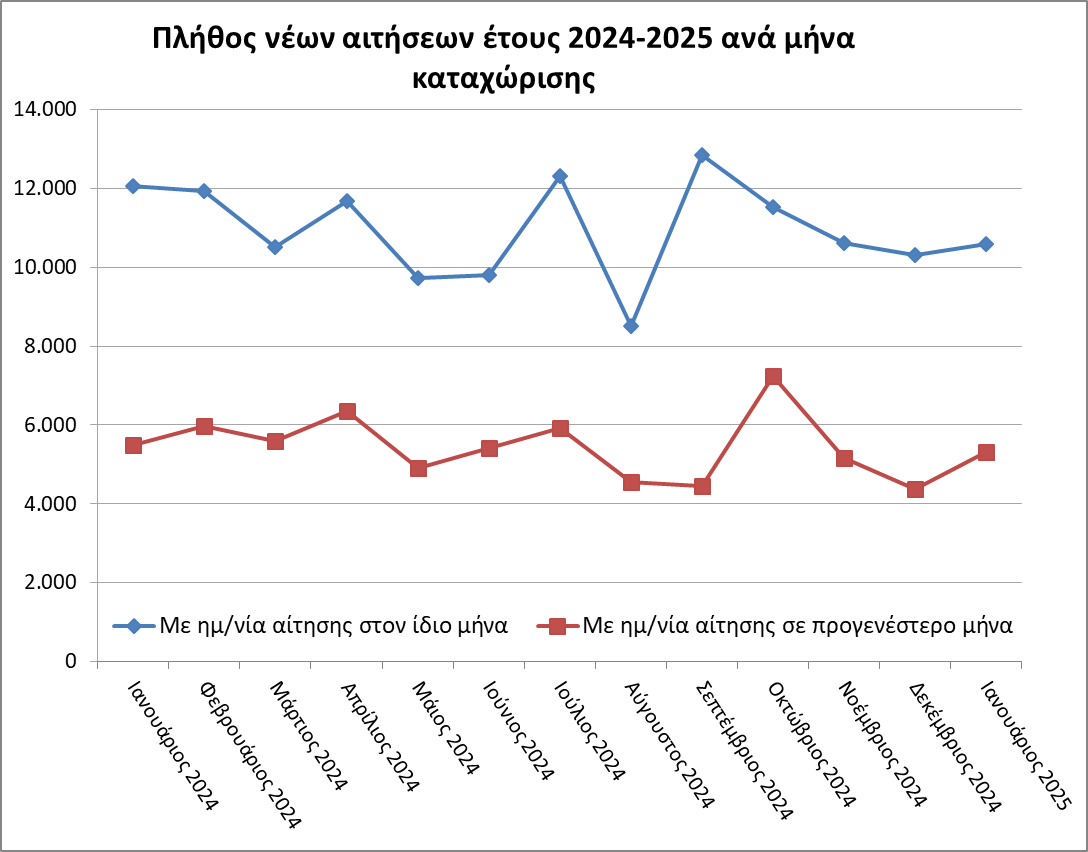 Πλήθος νέων αιτήσεων έτους 2024-2025 ανά μήνα
καταχώρισης
14.000
12.000
10.000
8.000
6.000
4.000
2.000
0
Με ημ/νία αίτησης στον ίδιο μήνα
Με ημ/νία αίτησης σε προγενέστερο μήνα
Ιανουάριος 2024
Φεβρουάριος 2024
Μάρτιος 2024
Απρίλιος 2024
Μάιος 2024
Ιούνιος 2024
Ιούλιος 2024
Αύγουστος 2024
Σεπτέμβριος 2024
Οκτώβριος 2024
Νοέμβριος 2024
Δεκέμβριος 2024
Ιανουάριος 2025